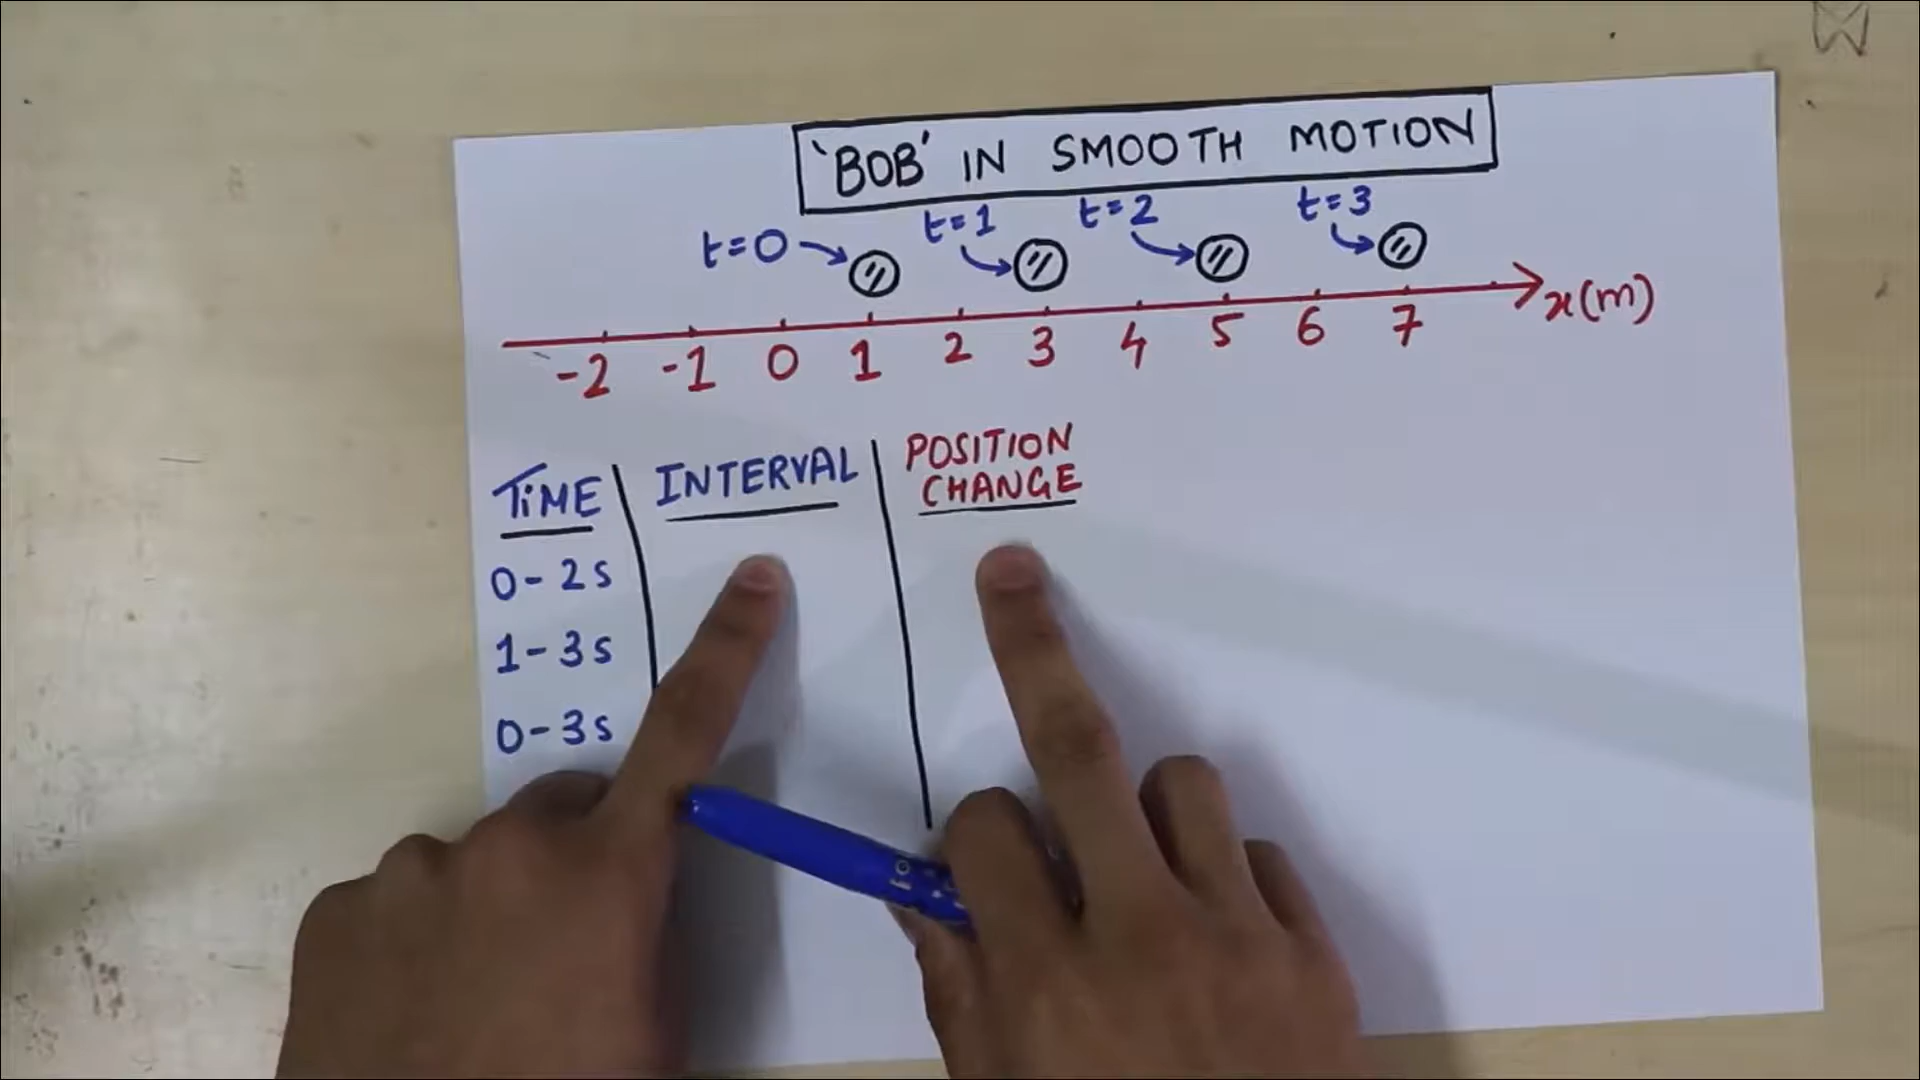 'BOB' IN SMOOTH MOTION
t=0 t=1 t=2 t=3
x(m)
-2 -1 0 1 2 3 4 5 6 7
TiME INTERVAL POSITION CHANGE
0-2s
1-3s
0-3s